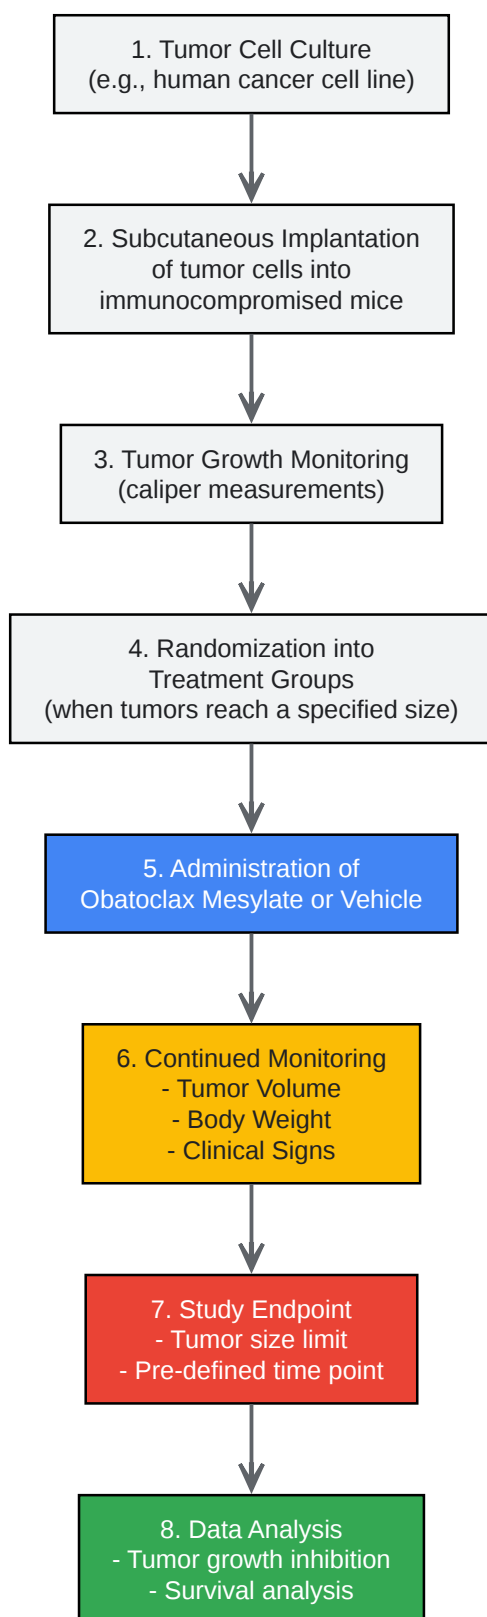 1. Tumor Cell Culture
(e.g., human cancer cell line)
2. Subcutaneous Implantation
of tumor cells into
immunocompromised mice
3. Tumor Growth Monitoring
(caliper measurements)
4. Randomization into
Treatment Groups
(when tumors reach a specified size)
5. Administration of
Obatoclax Mesylate or Vehicle
6. Continued Monitoring
- Tumor Volume
- Body Weight
- Clinical Signs
7. Study Endpoint
- Tumor size limit
- Pre-defined time point
8. Data Analysis
- Tumor growth inhibition
- Survival analysis